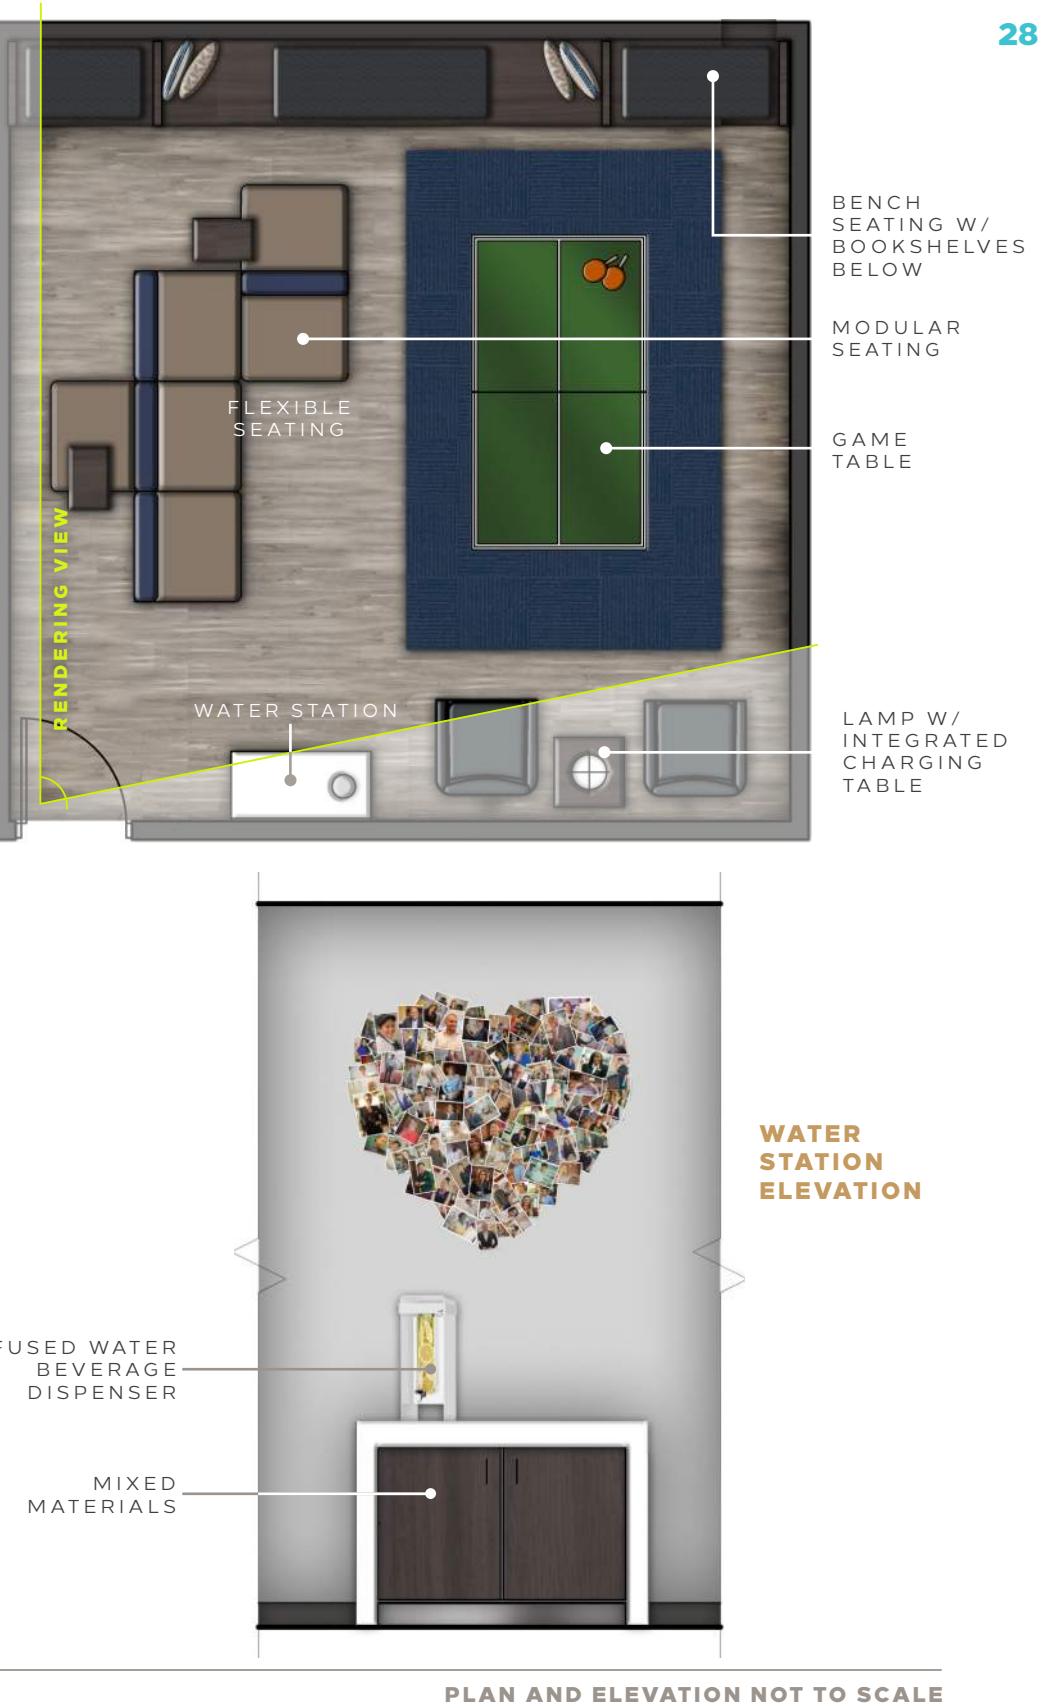 28
BENCH
SEATING W/
BOOKSHELVES
BELOW
MODULAR
SEATING
FLEXIBLE
SEATING
GAME
TABLE
RENDERING VIEW
WATER STATION
LAMP W/
INTEGRATED
CHARGING
TABLE
WATER
STATION
ELEVATION
FUSED WATER
BEVERAGE
DISPENSER
MIXED
MATERIALS
PLAN AND ELEVATION NOT TO SCALE